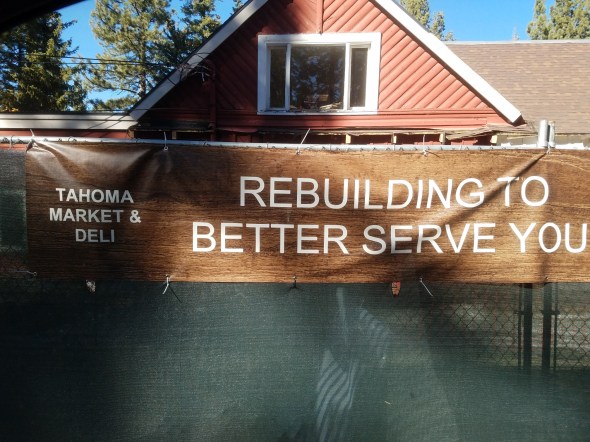 TAHOMA
MARKET &
DELI
REBUILDING TO
BETTER SERVE YOU